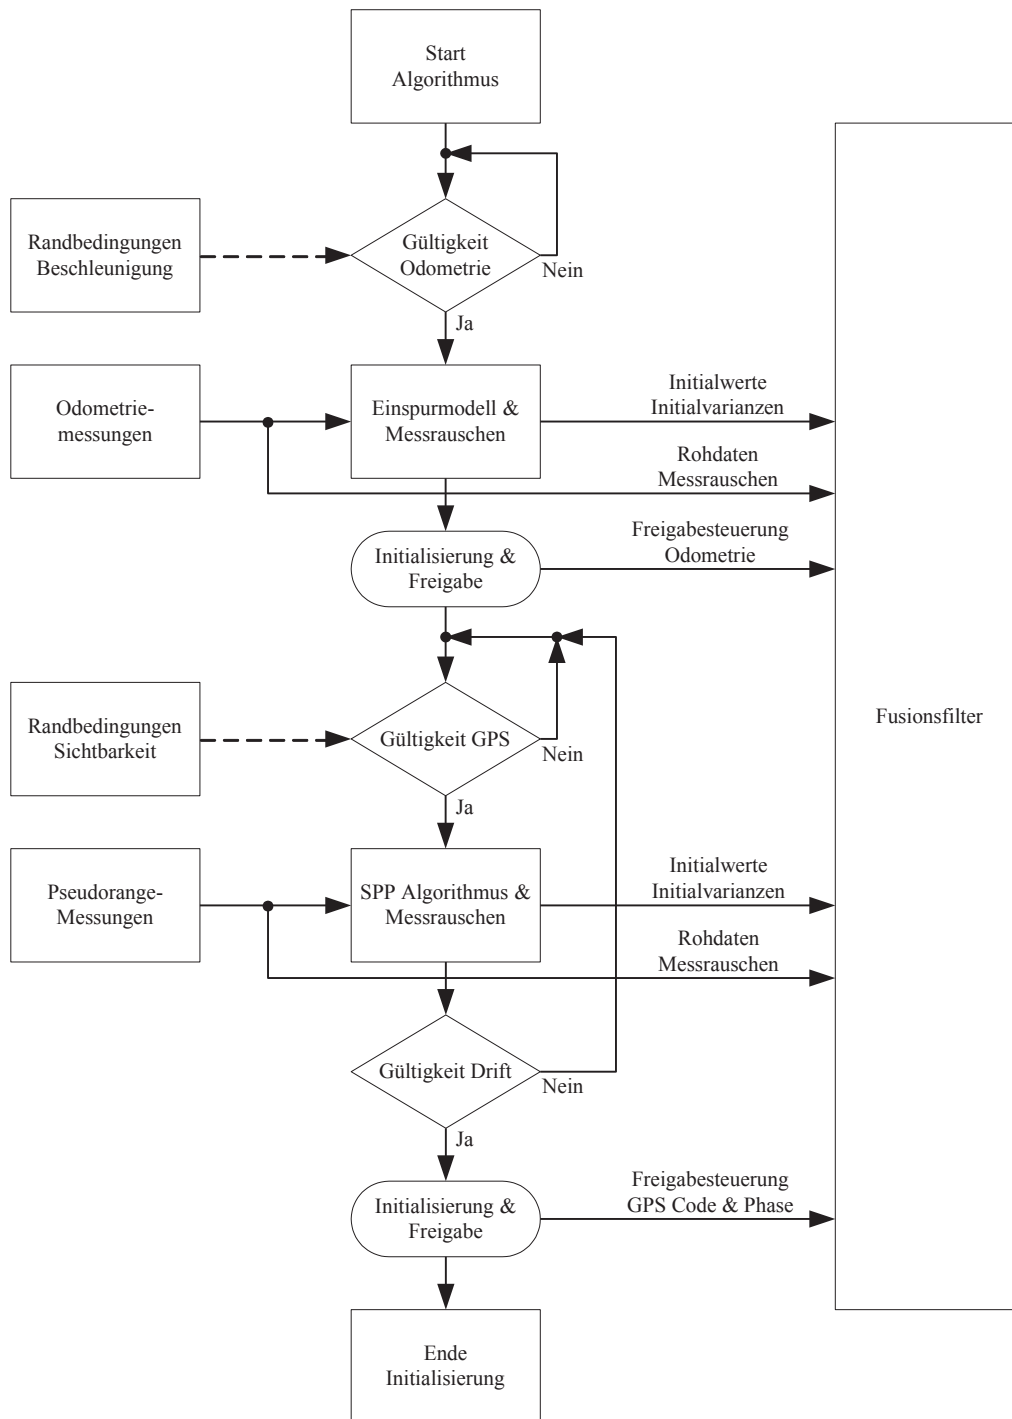 Start
Algorithmus
Randbedingungen
Beschleunigung
Gültigkeit
Odometrie
Nein
Ja
Odometrie-
messungen
Einspurmodell &
Messrauschen
Initialwerte
Initialvarianzen
Rohdaten
Messrauschen
Initialisierung &
Freigabe
Freigabesteuerung
Odometrie
Randbedingungen
Sichtbarkeit
Gültigkeit GPS
Nein
Ja
Fusionsfilter
Pseudorange-
Messungen
SPP Algorithmus &
Messrauschen
Initialwerte
Initialvarianzen
Rohdaten
Messrauschen
Gültigkeit Drift
Nein
Ja
Initialisierung &
Freigabe
Freigabesteuerung
GPS Code & Phase
Ende
Initialisierung